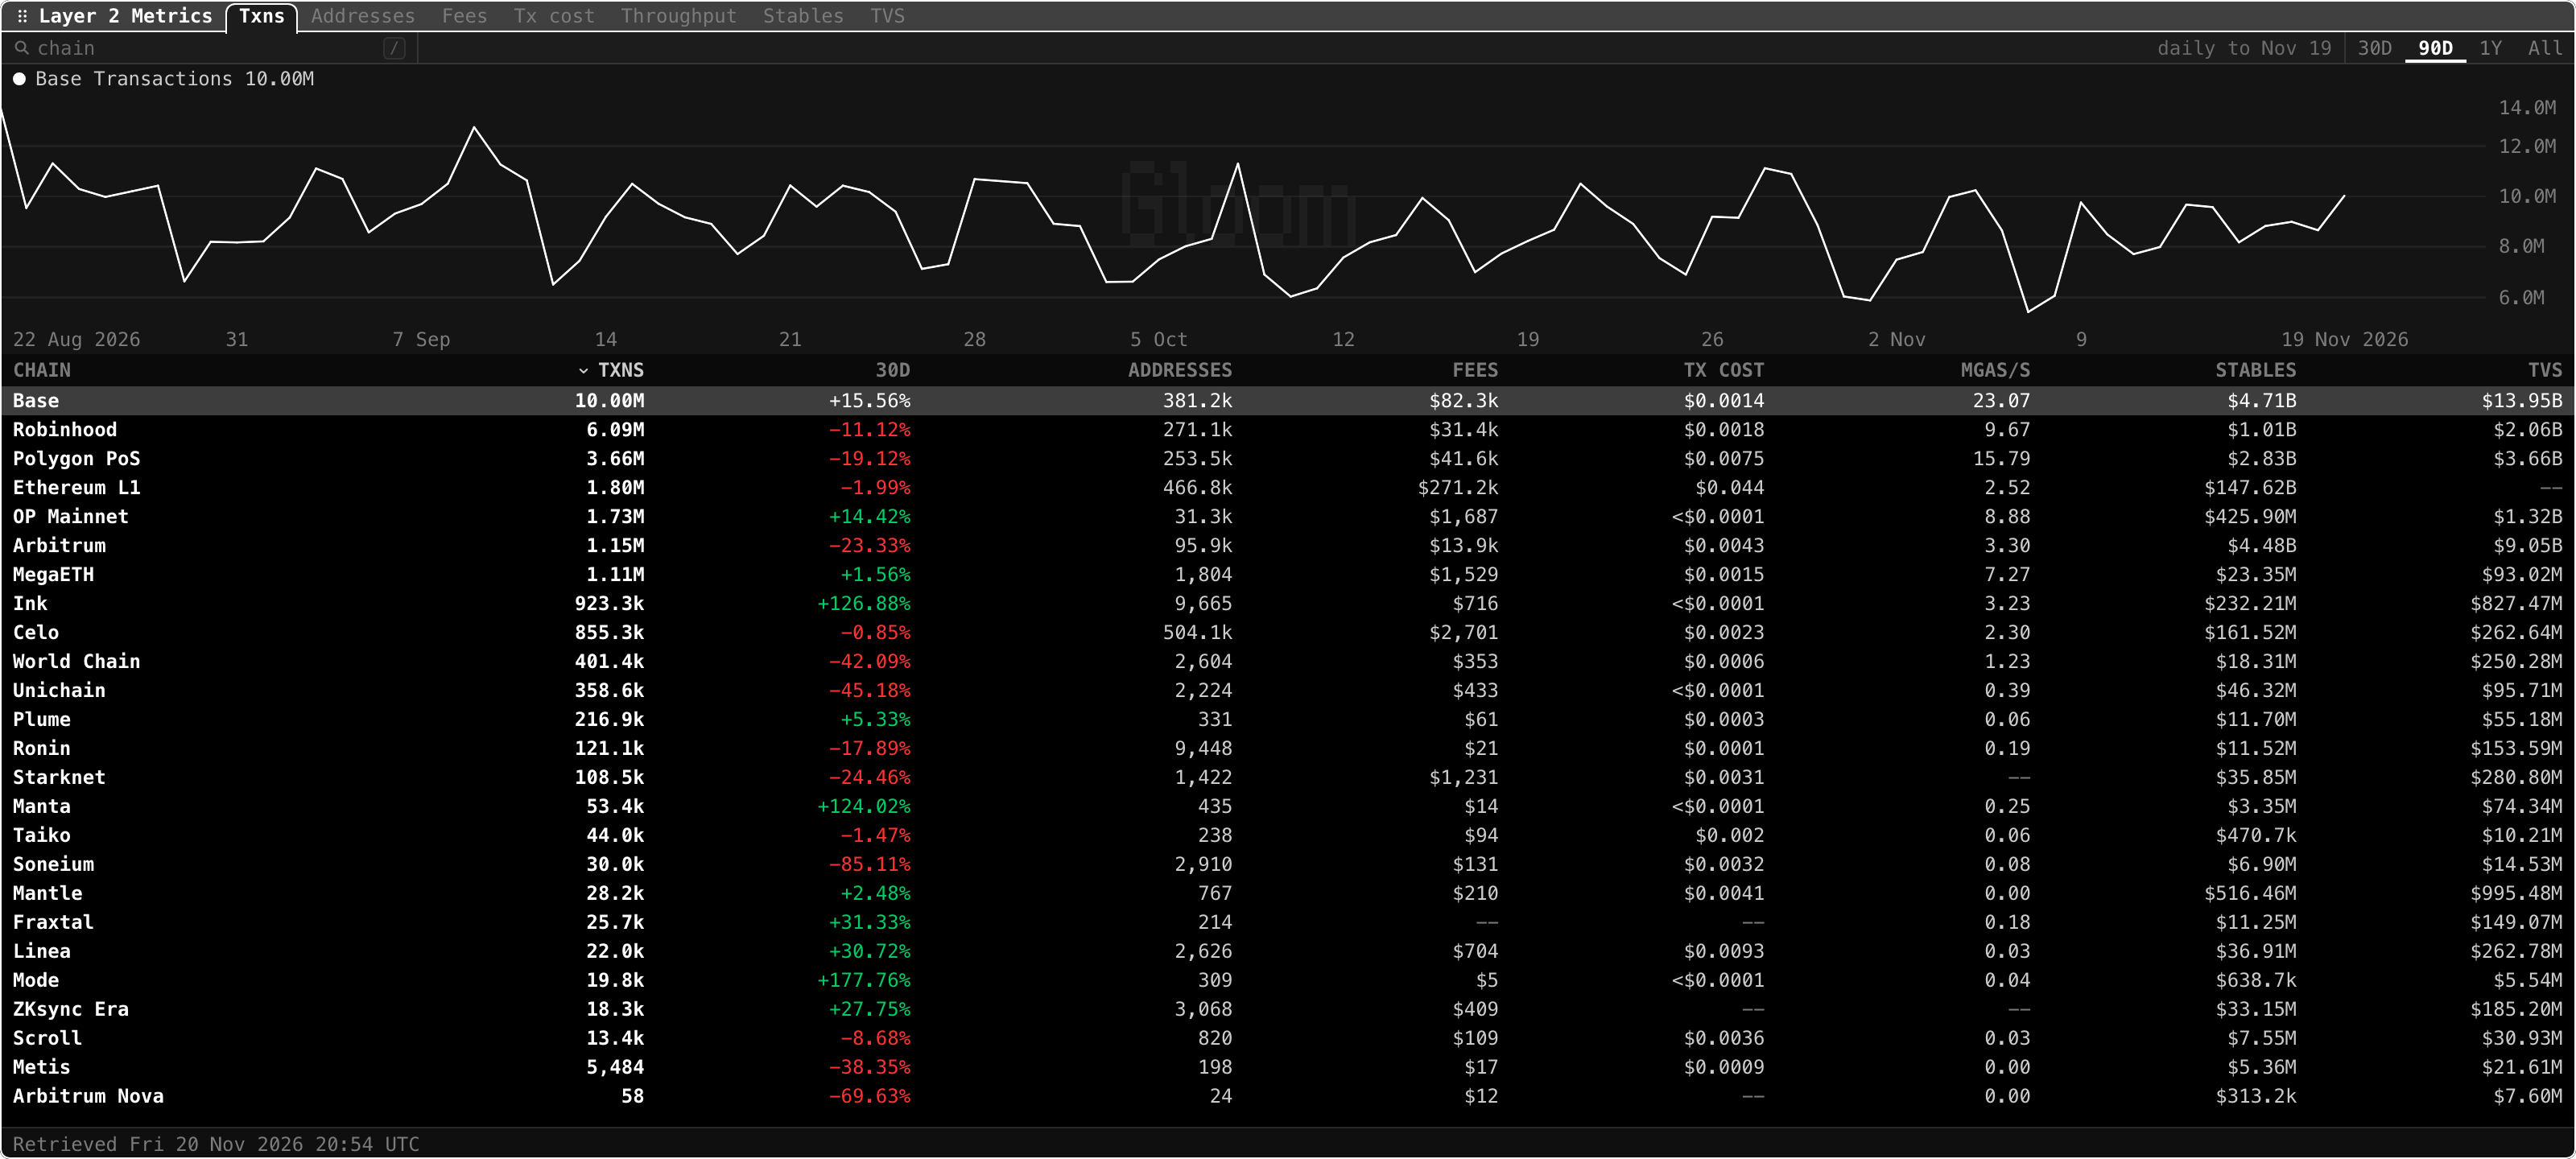 ⠿ Layer 2 Metrics Txns Addresses Fees Tx cost Throughput Stables TVS
chain / daily to Nov 19 30D 90D 1Y All
Base Transactions 10.00M
14.0M
12.0M
10.0M
8.0M
6.0M
Gloom
22 Aug 2026 31 7 Sep 14 21 28 5 Oct 12 19 26 2 Nov 9 19 Nov 2026
CHAIN TXNS 30D ADDRESSES FEES TX COST MGAS/S STABLES TVS
Base 10.00M +15.56% 381.2k $82.3k $0.0014 23.07 $4.71B $13.95B
Robinhood 6.09M −11.12% 271.1k $31.4k $0.0018 9.67 $1.01B $2.06B
Polygon PoS 3.66M −19.12% 253.5k $41.6k $0.0075 15.79 $2.83B $3.66B
Ethereum L1 1.80M −1.99% 466.8k $271.2k $0.044 2.52 $147.62B ——
OP Mainnet 1.73M +14.42% 31.3k $1,687 <$0.0001 8.88 $425.90M $1.32B
Arbitrum 1.15M −23.33% 95.9k $13.9k $0.0043 3.30 $4.48B $9.05B
MegaETH 1.11M +1.56% 1,804 $1,529 $0.0015 7.27 $23.35M $93.02M
Ink 923.3k +126.88% 9,665 $716 <$0.0001 3.23 $232.21M $827.47M
Celo 855.3k −0.85% 504.1k $2,701 $0.0023 2.30 $161.52M $262.64M
World Chain 401.4k −42.09% 2,604 $353 $0.0006 1.23 $18.31M $250.28M
Unichain 358.6k −45.18% 2,224 $433 <$0.0001 0.39 $46.32M $95.71M
Plume 216.9k +5.33% 331 $61 $0.0003 0.06 $11.70M $55.18M
Ronin 121.1k −17.89% 9,448 $21 $0.0001 0.19 $11.52M $153.59M
Starknet 108.5k −24.46% 1,422 $1,231 $0.0031 —— $35.85M $280.80M
Manta 53.4k +124.02% 435 $14 <$0.0001 0.25 $3.35M $74.34M
Taiko 44.0k −1.47% 238 $94 $0.002 0.06 $470.7k $10.21M
Soneium 30.0k −85.11% 2,910 $131 $0.0032 0.08 $6.90M $14.53M
Mantle 28.2k +2.48% 767 $210 $0.0041 0.00 $516.46M $995.48M
Fraxtal 25.7k +31.33% 214 —— —— 0.18 $11.25M $149.07M
Linea 22.0k +30.72% 2,626 $704 $0.0093 0.03 $36.91M $262.78M
Mode 19.8k +177.76% 309 $5 <$0.0001 0.04 $638.7k $5.54M
ZKsync Era 18.3k +27.75% 3,068 $409 —— —— $33.15M $185.20M
Scroll 13.4k −8.68% 820 $109 $0.0036 0.03 $7.55M $30.93M
Metis 5,484 −38.35% 198 $17 $0.0009 0.00 $5.36M $21.61M
Arbitrum Nova 58 −69.63% 24 $12 —— 0.00 $313.2k $7.60M
Retrieved Fri 20 Nov 2026 20:54 UTC